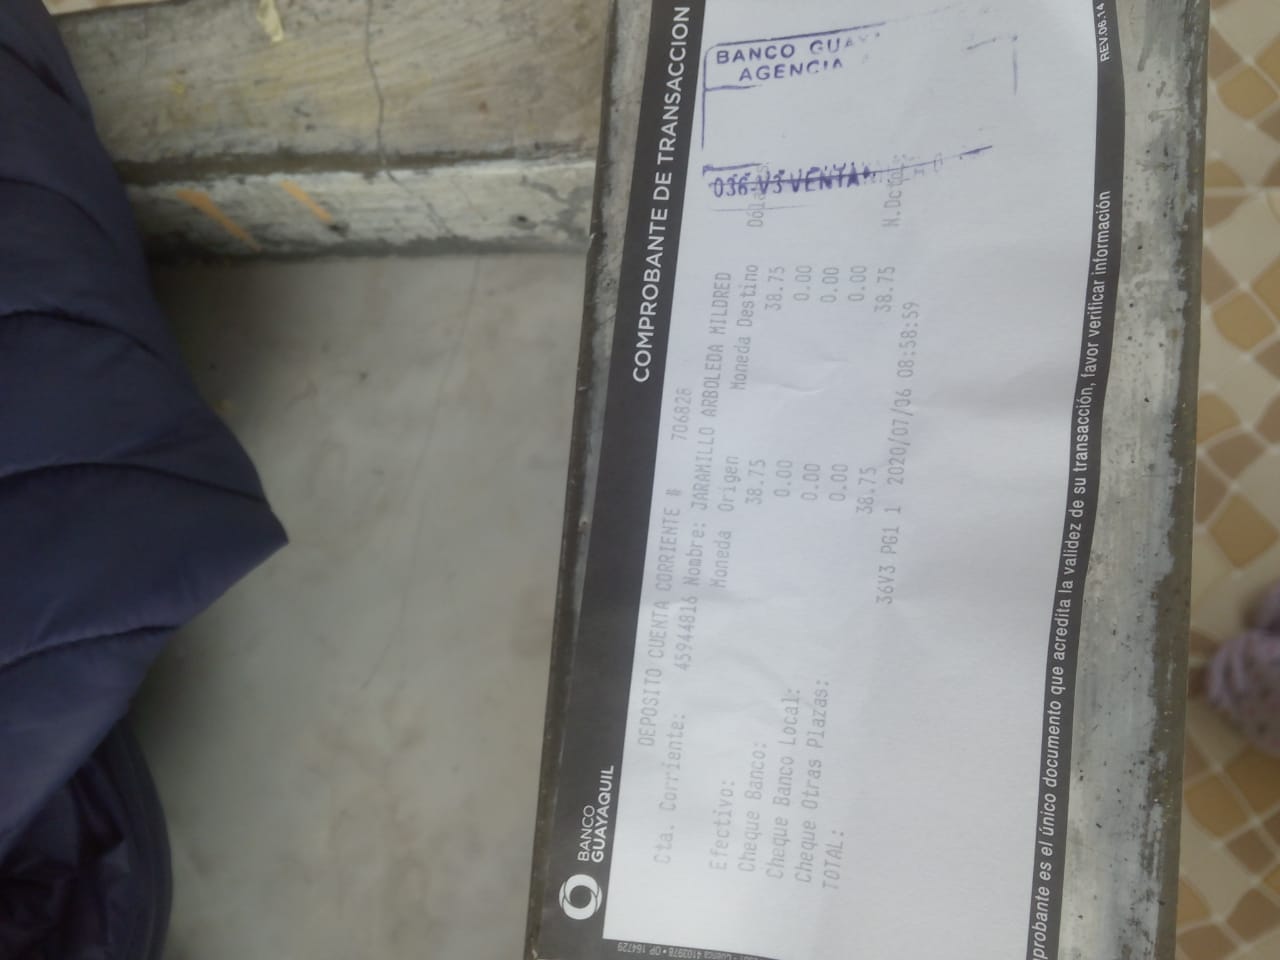 BANCO
GUAYAQUIL
COMPROBANTE DE TRANSACCION
DEPOSITO CUENTA CORRIENTE # 706828
Cta. Corriente: 45944816 Nombre: JARAMILLO ARBOLEDA MILDRED
Moneda Origen Moneda Destino
Efectivo: 38.75 38.75
Cheque Banco: 0.00 0.00
Cheque Banco Local: 0.00 0.00
Cheque Otras Plazas: 0.00 0.00
TOTAL: 38.75 38.75 N.Dcto
36V3 PG1 1 2020/07/06 08:58:59
BANCO
AGENCIA
probante es el único documento que acredita la validez de su transacción, favor verificar información
REV.06.14